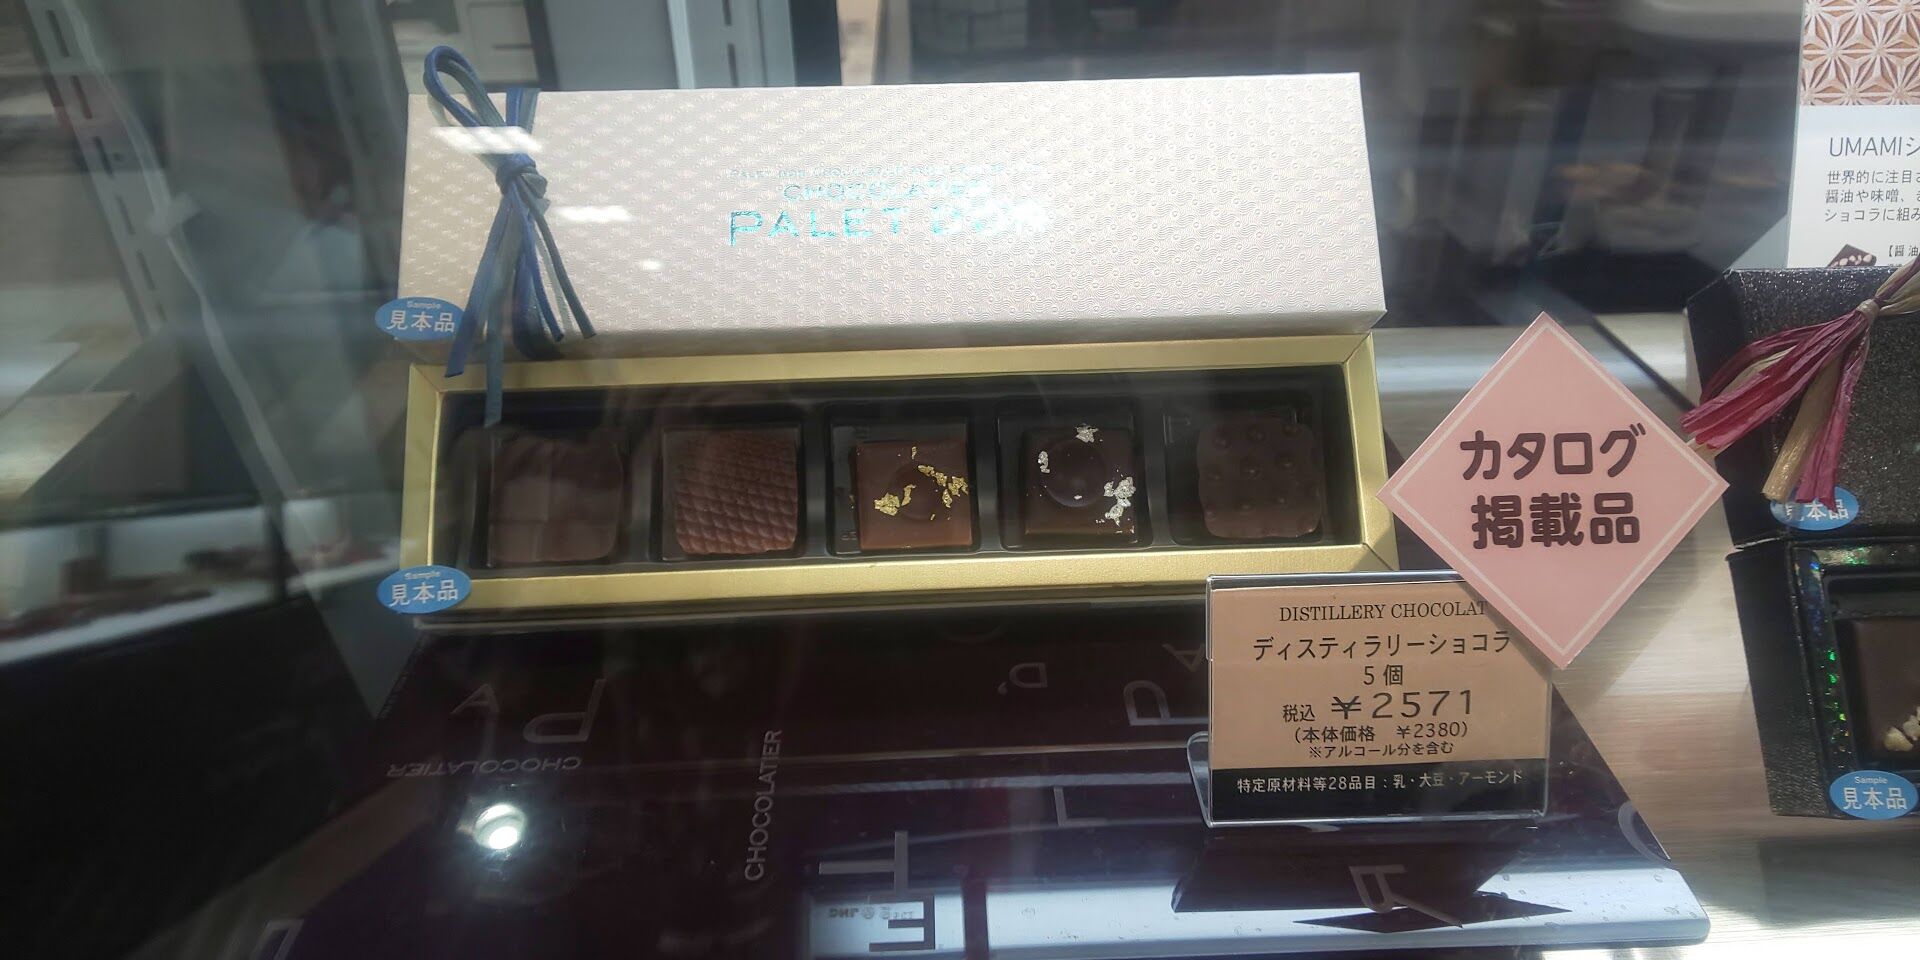 CHOCOLATIER
PALET D'OR
Sample
見本品
Sample
見本品
カタログ
掲載品
DISTILLERY CHOCOLAT
ディスティラリーショコラ
5個
税込 ¥2571
(本体価格 ¥2380)
※アルコール分を含む
特定原材料等28品目：乳・大豆・アーモンド
UMAMIシ
世界的に注目
醤油や味噌、
ショコラに組み
【醤油
見本品
Sample
見本品
CHOCOLATIER
CHOCOLATIER